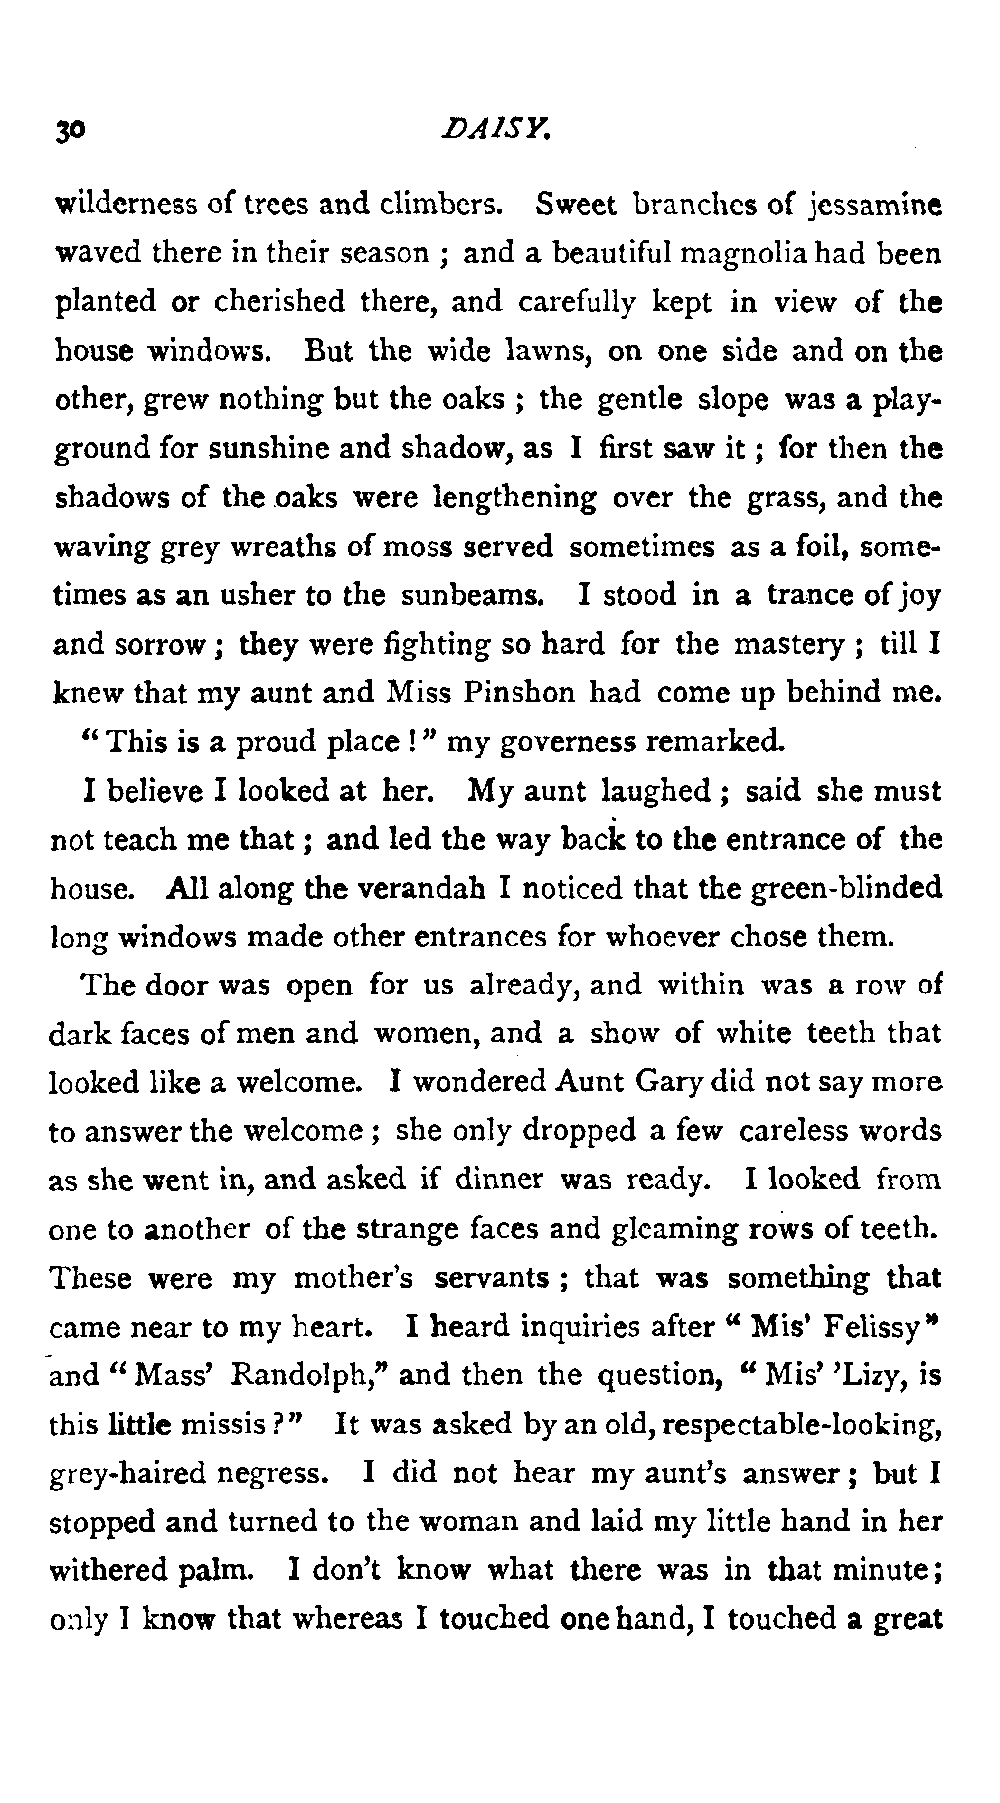 30 DAISY.
wilderness of trees and climbers. Sweet branches of jessamine
waved there in their season ; and a beautiful magnolia had been
planted or cherished there, and carefully kept in view of the
house windows. But the wide lawns, on one side and on the
other, grew nothing but the oaks ; the gentle slope was a play-
ground for sunshine and shadow, as I first saw it ; for then the
shadows of the oaks were lengthening over the grass, and the
waving grey wreaths of moss served sometimes as a foil, some-
times as an usher to the sunbeams. I stood in a trance of joy
and sorrow ; they were fighting so hard for the mastery ; till I
knew that my aunt and Miss Pinshon had come up behind me.
“ This is a proud place ! ” my governess remarked.
I believe I looked at her. My aunt laughed ; said she must
not teach me that ; and led the way back to the entrance of the
house. All along the verandah I noticed that the green-blinded
long windows made other entrances for whoever chose them.
The door was open for us already, and within was a row of
dark faces of men and women, and a show of white teeth that
looked like a welcome. I wondered Aunt Gary did not say more
to answer the welcome ; she only dropped a few careless words
as she went in, and asked if dinner was ready. I looked from
one to another of the strange faces and gleaming rows of teeth.
These were my mother’s servants ; that was something that
came near to my heart. I heard inquiries after “ Mis’ Felissy”
and “ Mass’ Randolph,” and then the question, “ Mis’ ’Lizy, is
this little missis ?” It was asked by an old, respectable-looking,
grey-haired negress. I did not hear my aunt’s answer ; but I
stopped and turned to the woman and laid my little hand in her
withered palm. I don’t know what there was in that minute ;
only I know that whereas I touched one hand, I touched a great